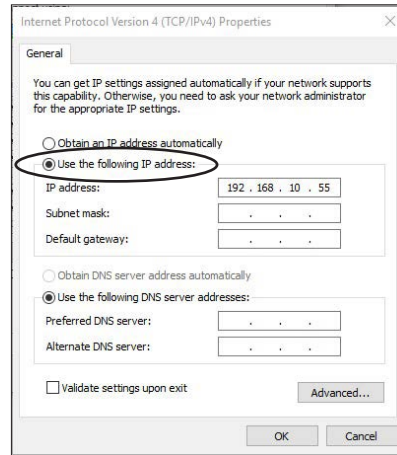 Internet Protocol Version 4 (TCP/IPv4) Properties
General
You can get IP settings assigned automatically if your network supports
this capability. Otherwise, you need to ask your network administrator
for the appropriate IP settings.
Obtain an IP address automatically
Use the following IP address:
IP address: 192 . 168 . 10 . 55
Subnet mask: . . .
Default gateway: . . .
Obtain DNS server address automatically
Use the following DNS server addresses:
Preferred DNS server: . . .
Alternate DNS server: . . .
Validate settings upon exit
Advanced...
OK Cancel